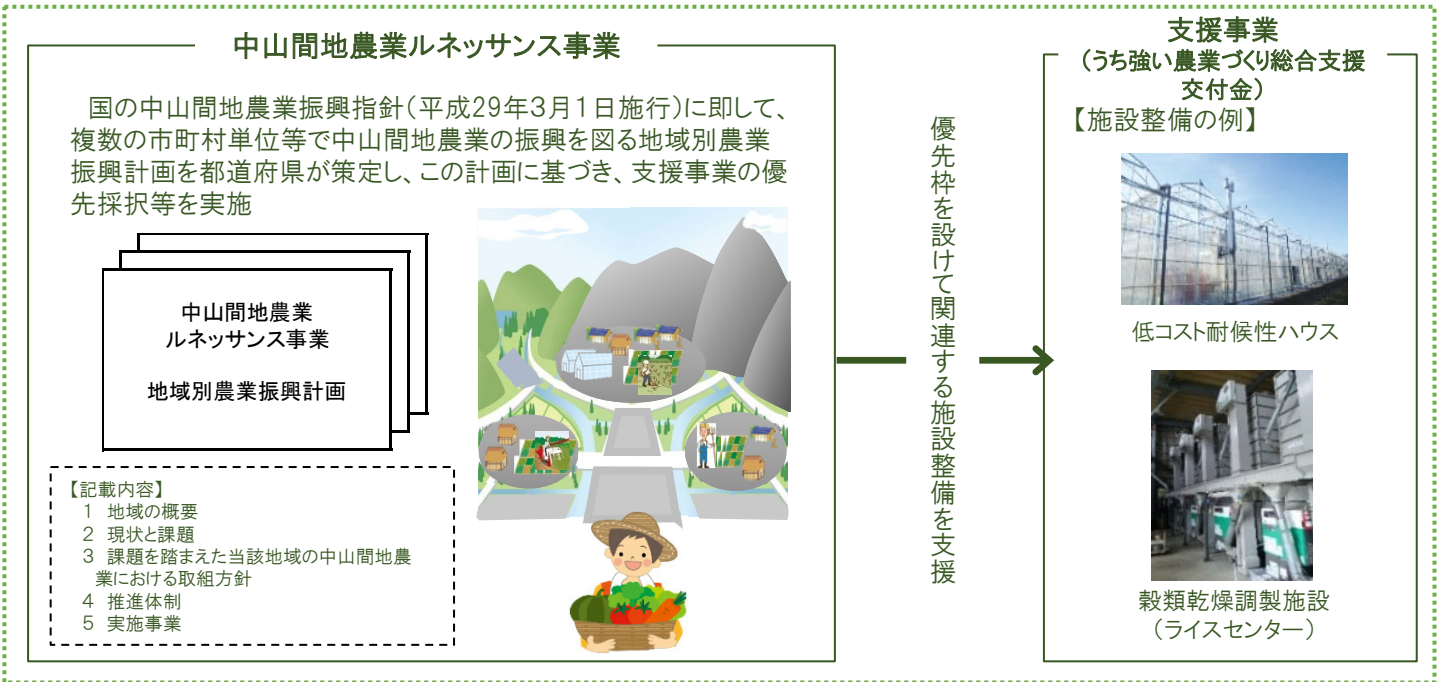 中山間地農業ルネッサンス事業
国の中山間地農業振興指針(平成29年3月1日施行)に即して、
複数の市町村単位等で中山間地農業の振興を図る地域別農業
振興計画を都道府県が策定し、この計画に基づき、支援事業の優
先採択等を実施
中山間地農業
ルネッサンス事業
地域別農業振興計画
【記載内容】
1 地域の概要
2 現状と課題
3 課題を踏まえた当該地域の中山間地農
業における取組方針
4 推進体制
5 実施事業
優先枠を設けて関連する施設整備を支援
支援事業
(うち強い農業づくり総合支援
交付金)
【施設整備の例】
低コスト耐候性ハウス
穀類乾燥調製施設
(ライスセンター)